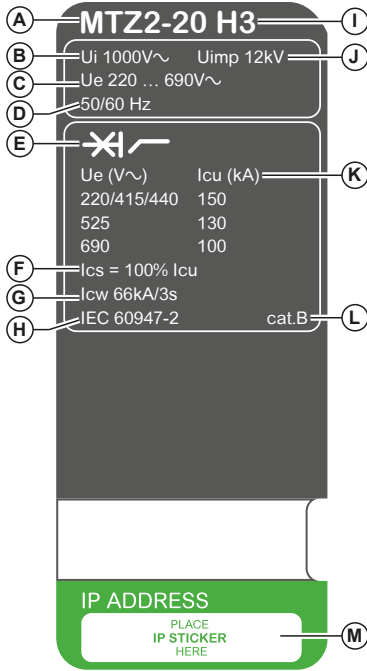 A MTZ2-20 H3 I
B Ui 1000V∿ Uimp 12kV J
C Ue 220 ... 690V∿
D 50/60 Hz
E
Ue (V∿) Icu (kA) K
220/415/440 150
525 130
690 100
F Ics = 100% Icu
G Icw 66kA/3s
H IEC 60947-2 cat.B L
IP ADDRESS
PLACE
IP STICKER M
HERE